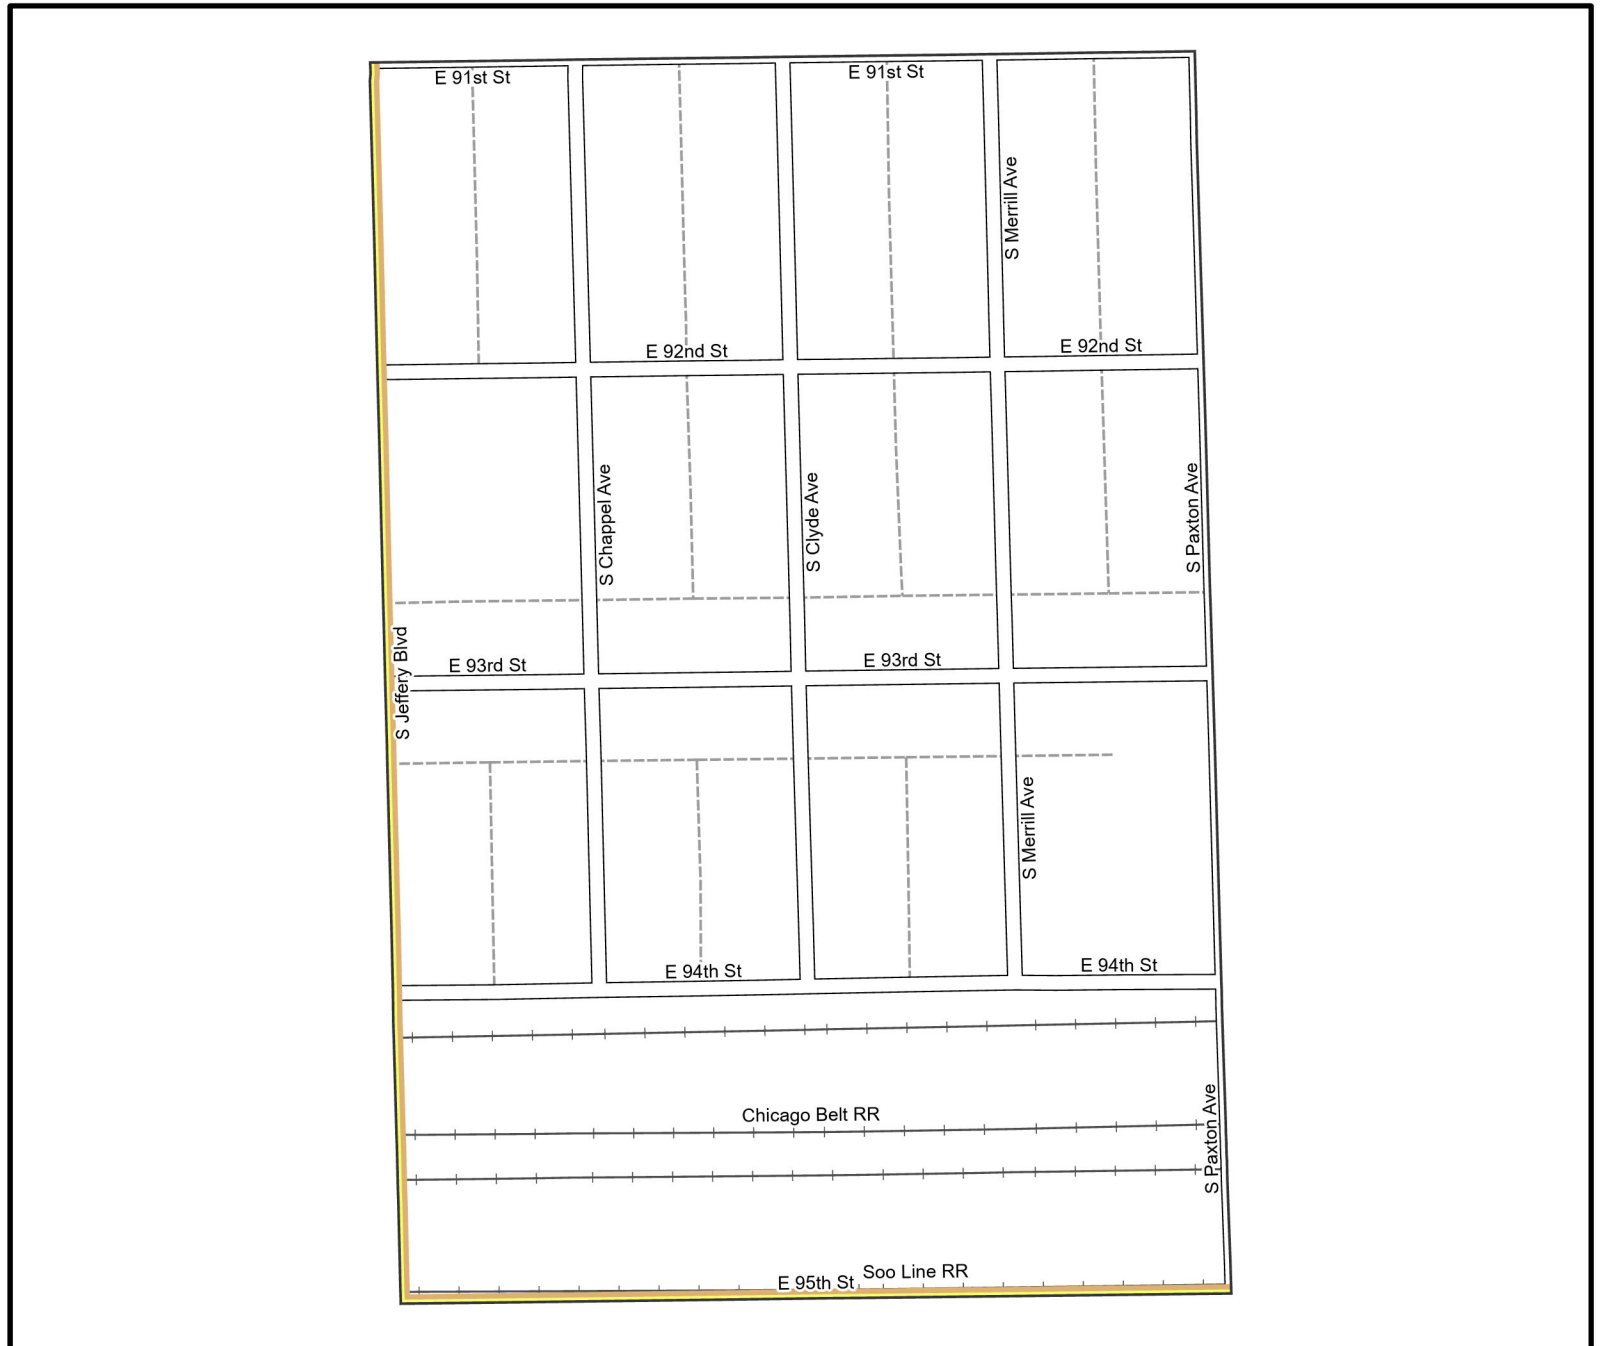 E 91st St
E 91st St
S Merrill Ave
E 92nd St
E 92nd St
S Chappel Ave
S Clyde Ave
S Paxton Ave
S Jeffery Blvd
E 93rd St
E 93rd St
S Merrill Ave
E 94th St
E 94th St
Chicago Belt RR
S Paxton Ave
Soo Line RR
E 95th St